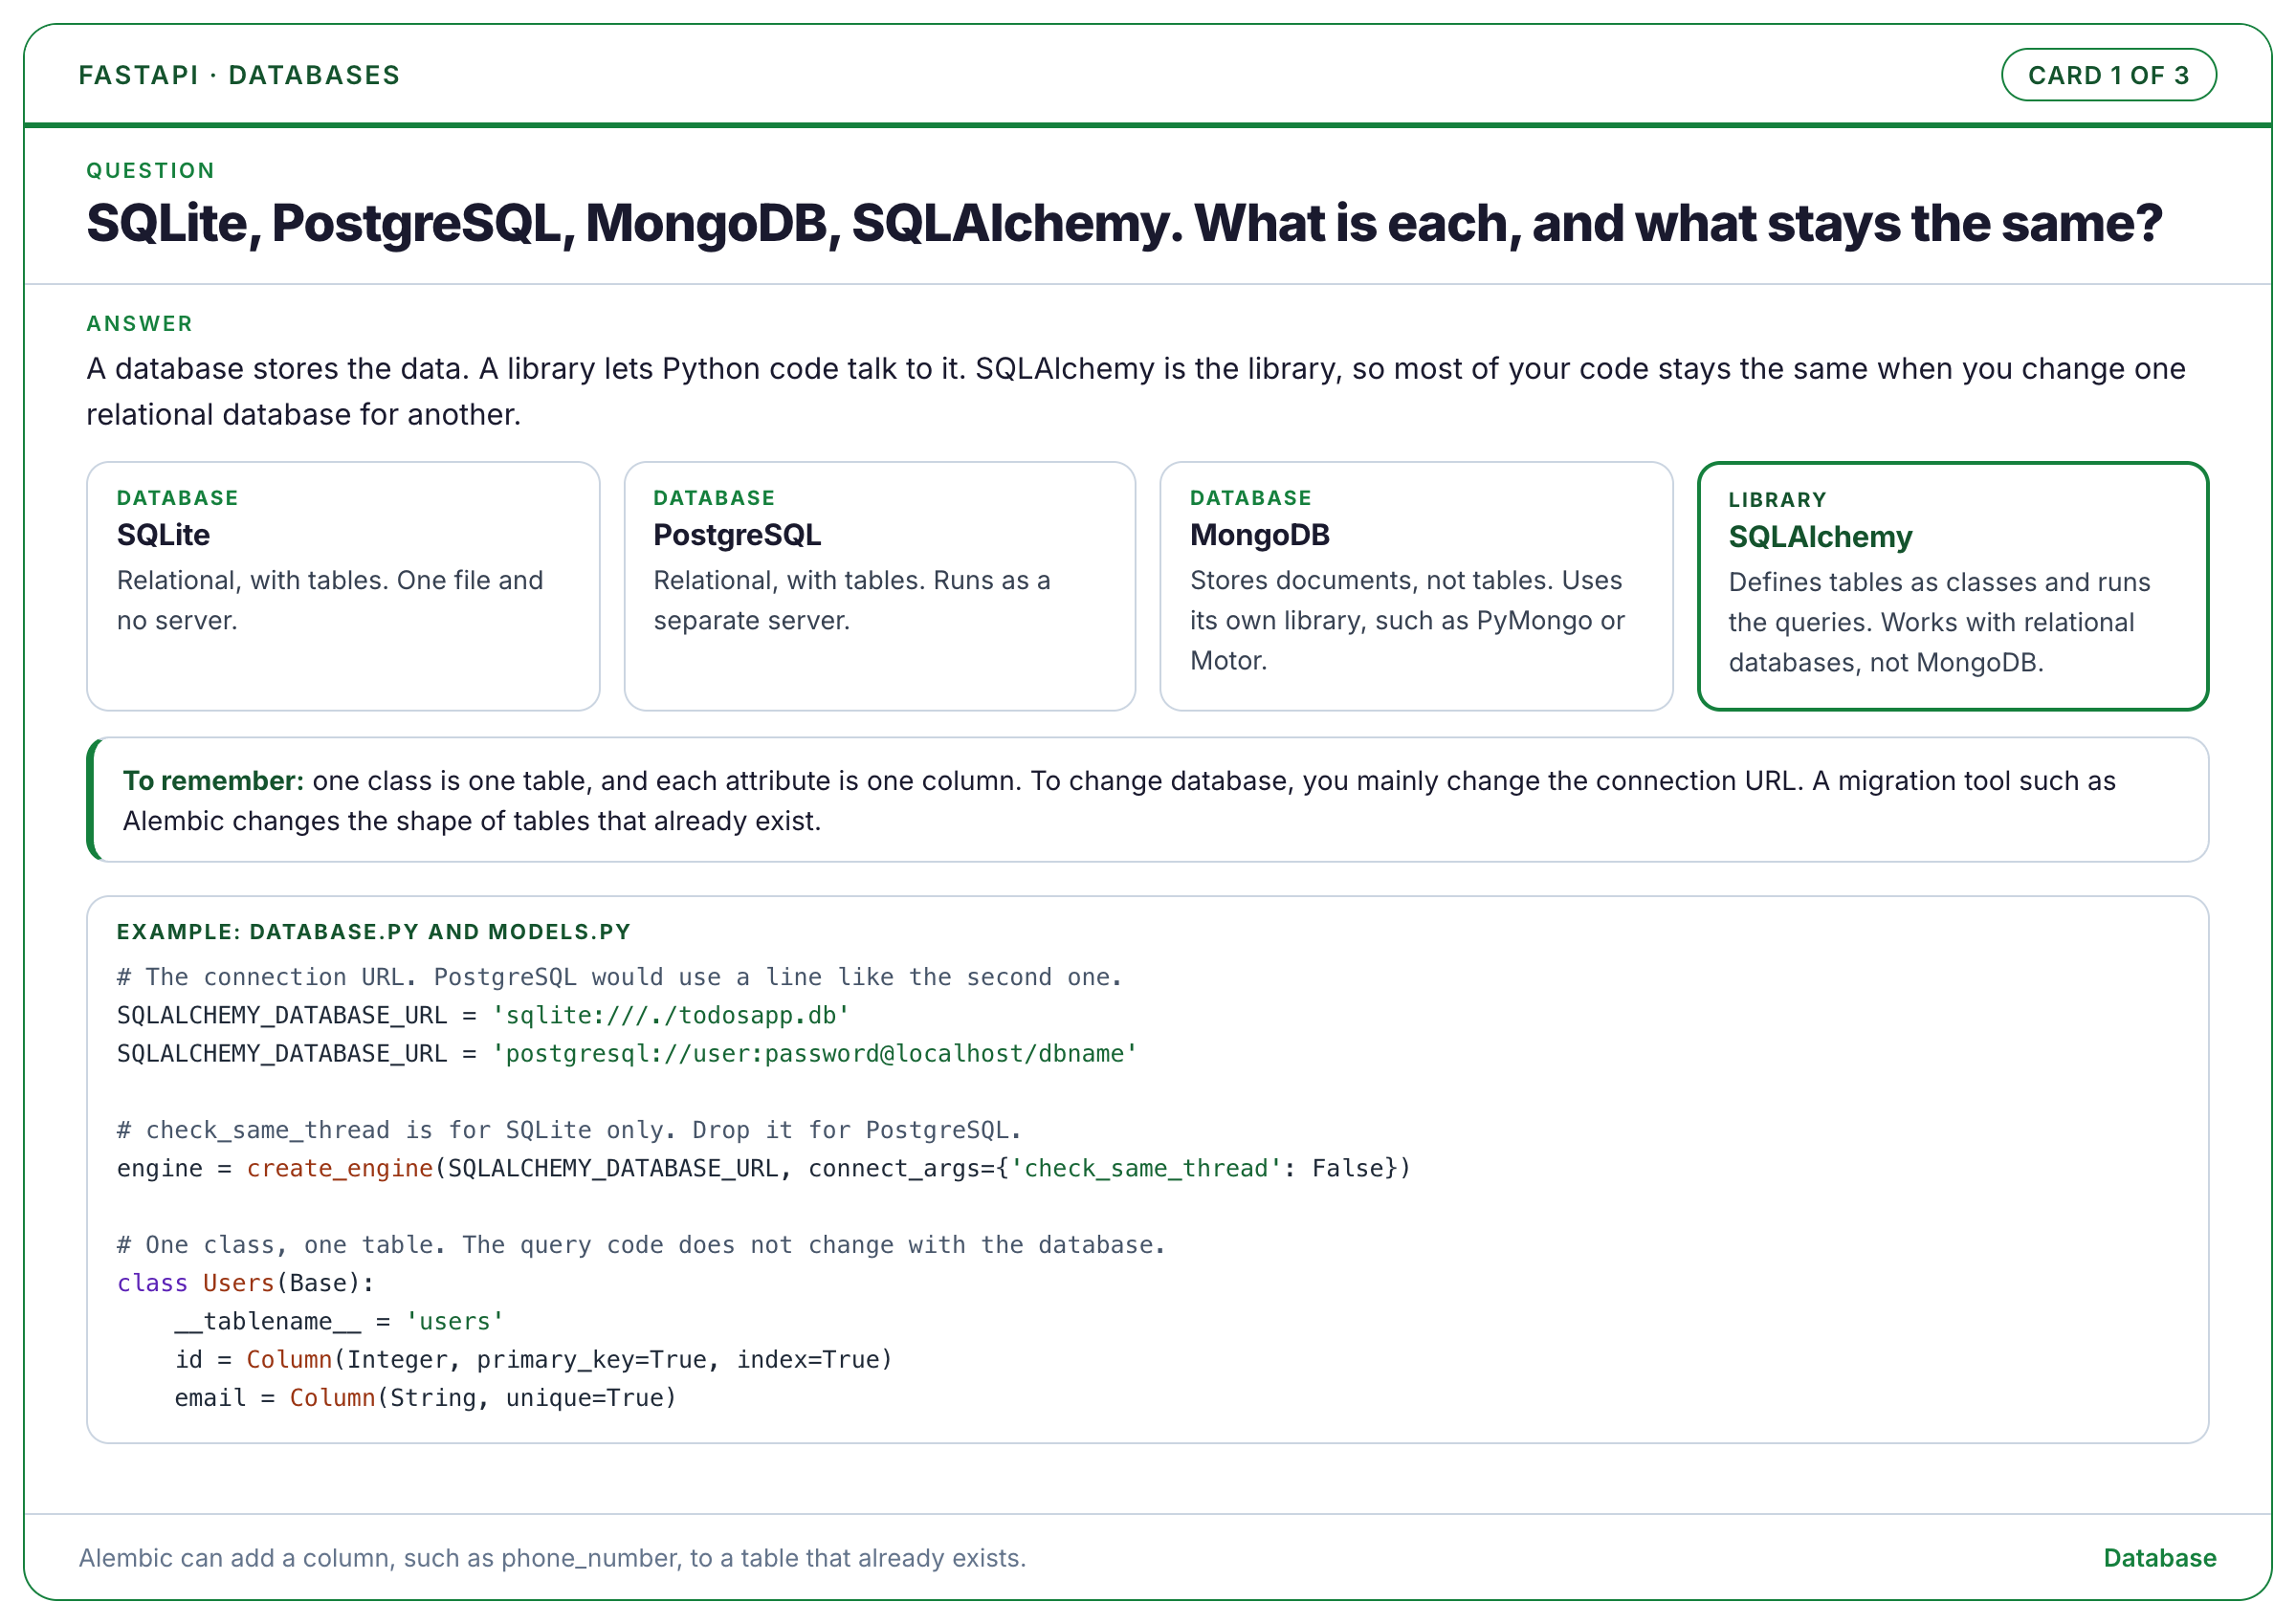 FASTAPI · DATABASES
CARD 1 OF 3
QUESTION
SQLite, PostgreSQL, MongoDB, SQLAlchemy. What is each, and what stays the same?
ANSWER
A database stores the data. A library lets Python code talk to it. SQLAlchemy is the library, so most of your code stays the same when you change one
relational database for another.
DATABASE
SQLite
Relational, with tables. One file and
no server.
DATABASE
PostgreSQL
Relational, with tables. Runs as a
separate server.
DATABASE
MongoDB
Stores documents, not tables. Uses
its own library, such as PyMongo or
Motor.
LIBRARY
SQLAlchemy
Defines tables as classes and runs
the queries. Works with relational
databases, not MongoDB.
To remember: one class is one table, and each attribute is one column. To change database, you mainly change the connection URL. A migration tool such as
Alembic changes the shape of tables that already exist.
EXAMPLE: DATABASE.PY AND MODELS.PY
# The connection URL. PostgreSQL would use a line like the second one.
SQLALCHEMY_DATABASE_URL = 'sqlite:///./todosapp.db'
SQLALCHEMY_DATABASE_URL = 'postgresql://user:password@localhost/dbname'
# check_same_thread is for SQLite only. Drop it for PostgreSQL.
engine = create_engine(SQLALCHEMY_DATABASE_URL, connect_args={'check_same_thread': False})
# One class, one table. The query code does not change with the database.
class Users(Base):
    __tablename__ = 'users'
    id = Column(Integer, primary_key=True, index=True)
    email = Column(String, unique=True)
Alembic can add a column, such as phone_number, to a table that already exists.
Database